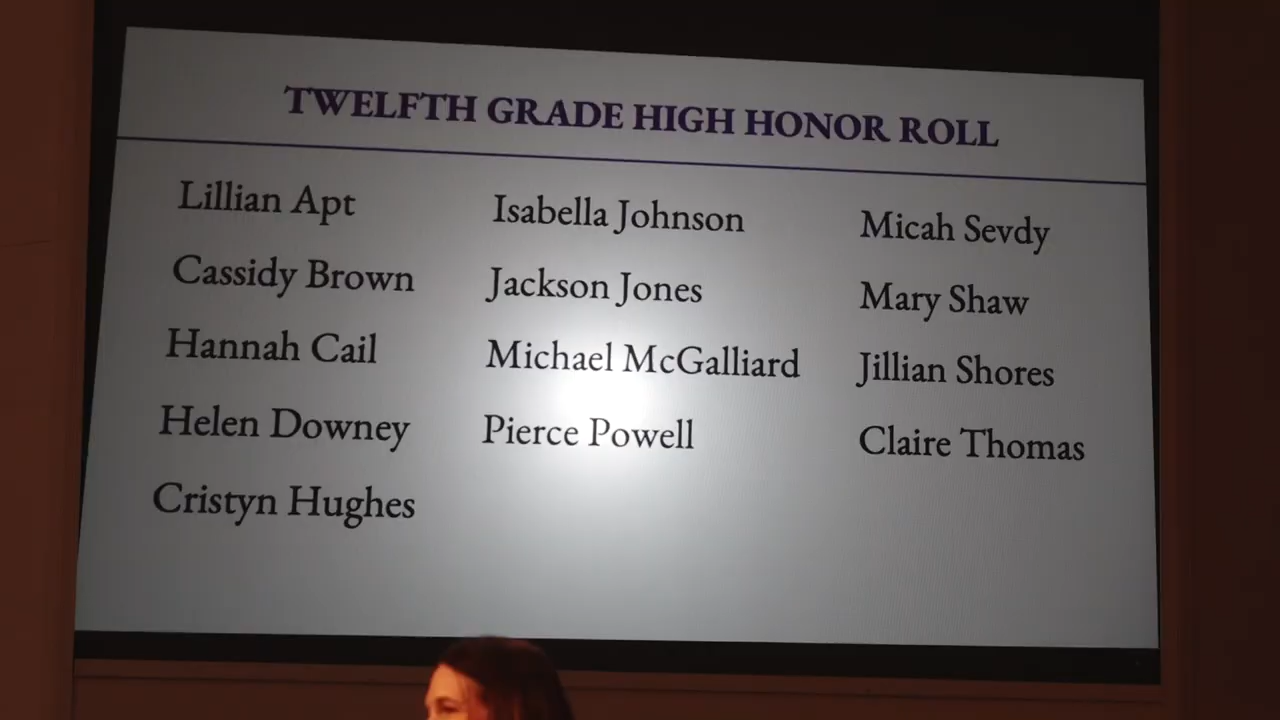 TWELFTH GRADE HIGH HONOR ROLL
Lillian Apt
Cassidy Brown
Hannah Cail
Helen Downey
Cristyn Hughes
Isabella Johnson
Jackson Jones
Michael McGalliard
Pierce Powell
Micah Sevdy
Mary Shaw
Jillian Shores
Claire Thomas